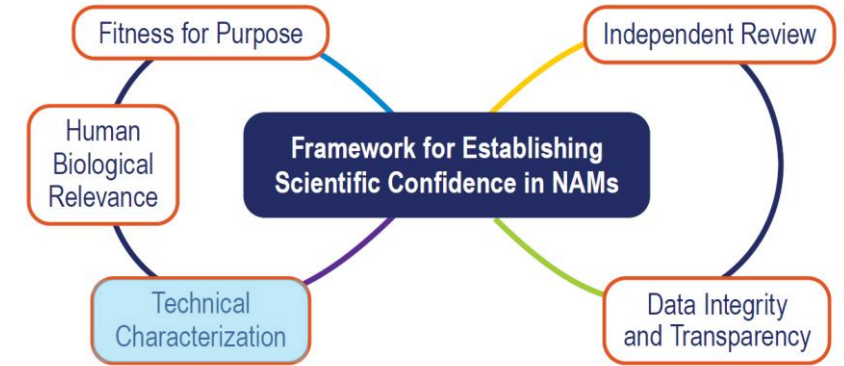 Fitness for Purpose
Independent Review
Human
Biological
Relevance
Framework for Establishing
Scientific Confidence in NAMs
Technical
Characterization
Data Integrity
and Transparency